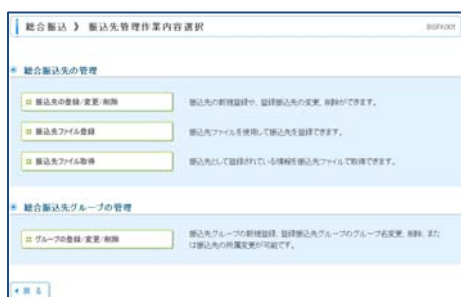 総合振込 》 振込先管理作業内容選択
BSGFK001
総合振込先の管理
振込先の登録/変更/削除
振込先の新規登録や、登録振込先の変更、削除ができます。
振込先ファイル登録
振込先ファイルを使用して振込先を登録できます。
振込先ファイル取得
振込先として登録されている情報を振込先ファイルで取得できます。
総合振込先グループの管理
グループの登録/変更/削除
振込先グループの新規登録、登録振込先グループのグループ名変更、削除、また
は振込先の所属変更が可能です。
戻る